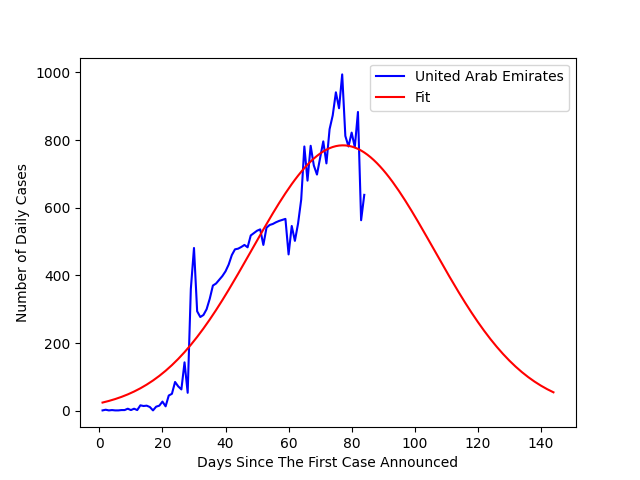 1000
800
600
400
200
0
Number of Daily Cases
United Arab Emirates
Fit
0 20 40 60 80 100 120 140
Days Since The First Case Announced